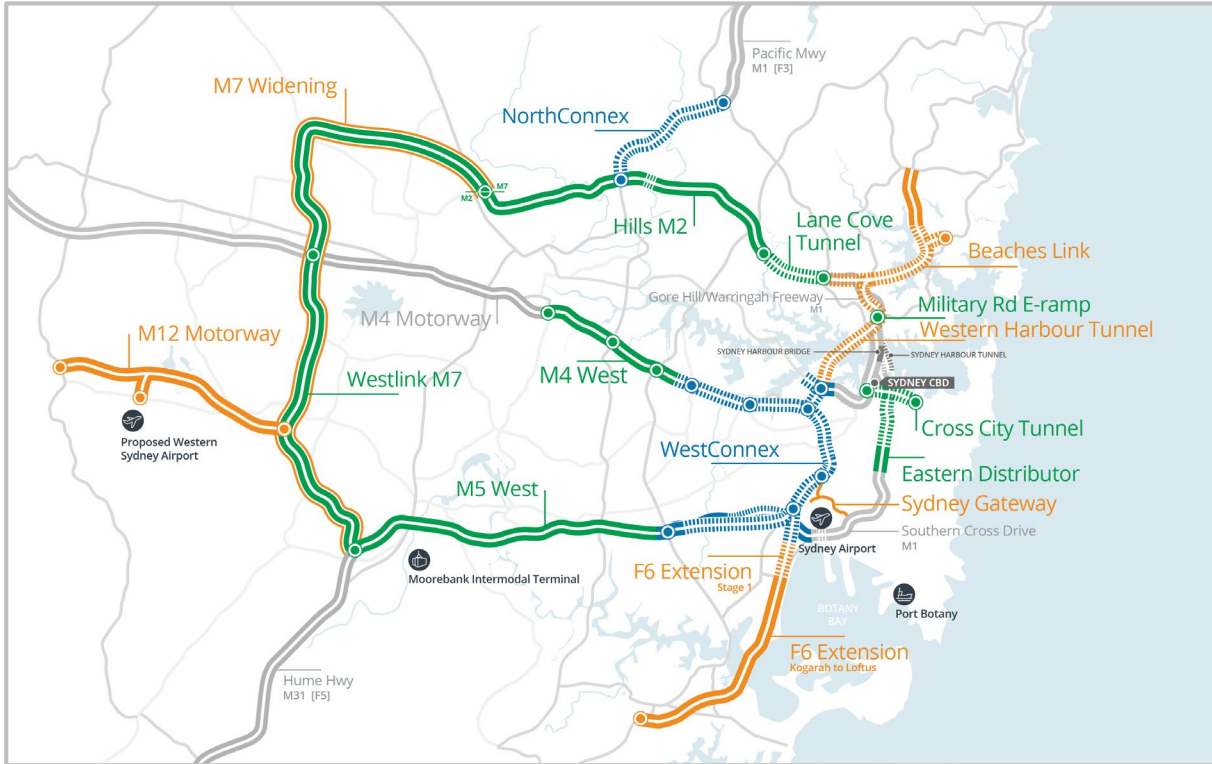 Pacific Mwy
M1 [F3]
M7 Widening
NorthConnex
M7
M2
Hills M2
Lane Cove
Tunnel
Beaches Link
Gore Hill/Warringah Freeway
M1
Military Rd E-ramp
M4 Motorway
M12 Motorway
Western Harbour Tunnel
SYDNEY HARBOUR BRIDGE
SYDNEY HARBOUR TUNNEL
Westlink M7
M4 West
SYDNEY CBD
Proposed Western
Sydney Airport
Cross City Tunnel
WestConnex
Eastern Distributor
M5 West
Sydney Gateway
Southern Cross Drive
M1
Sydney Airport
Moorebank Intermodal Terminal
F6 Extension
Stage 1
BOTANY
BAY
Port Botany
F6 Extension
Kogarah to Loftus
Hume Hwy
M31 [F5]